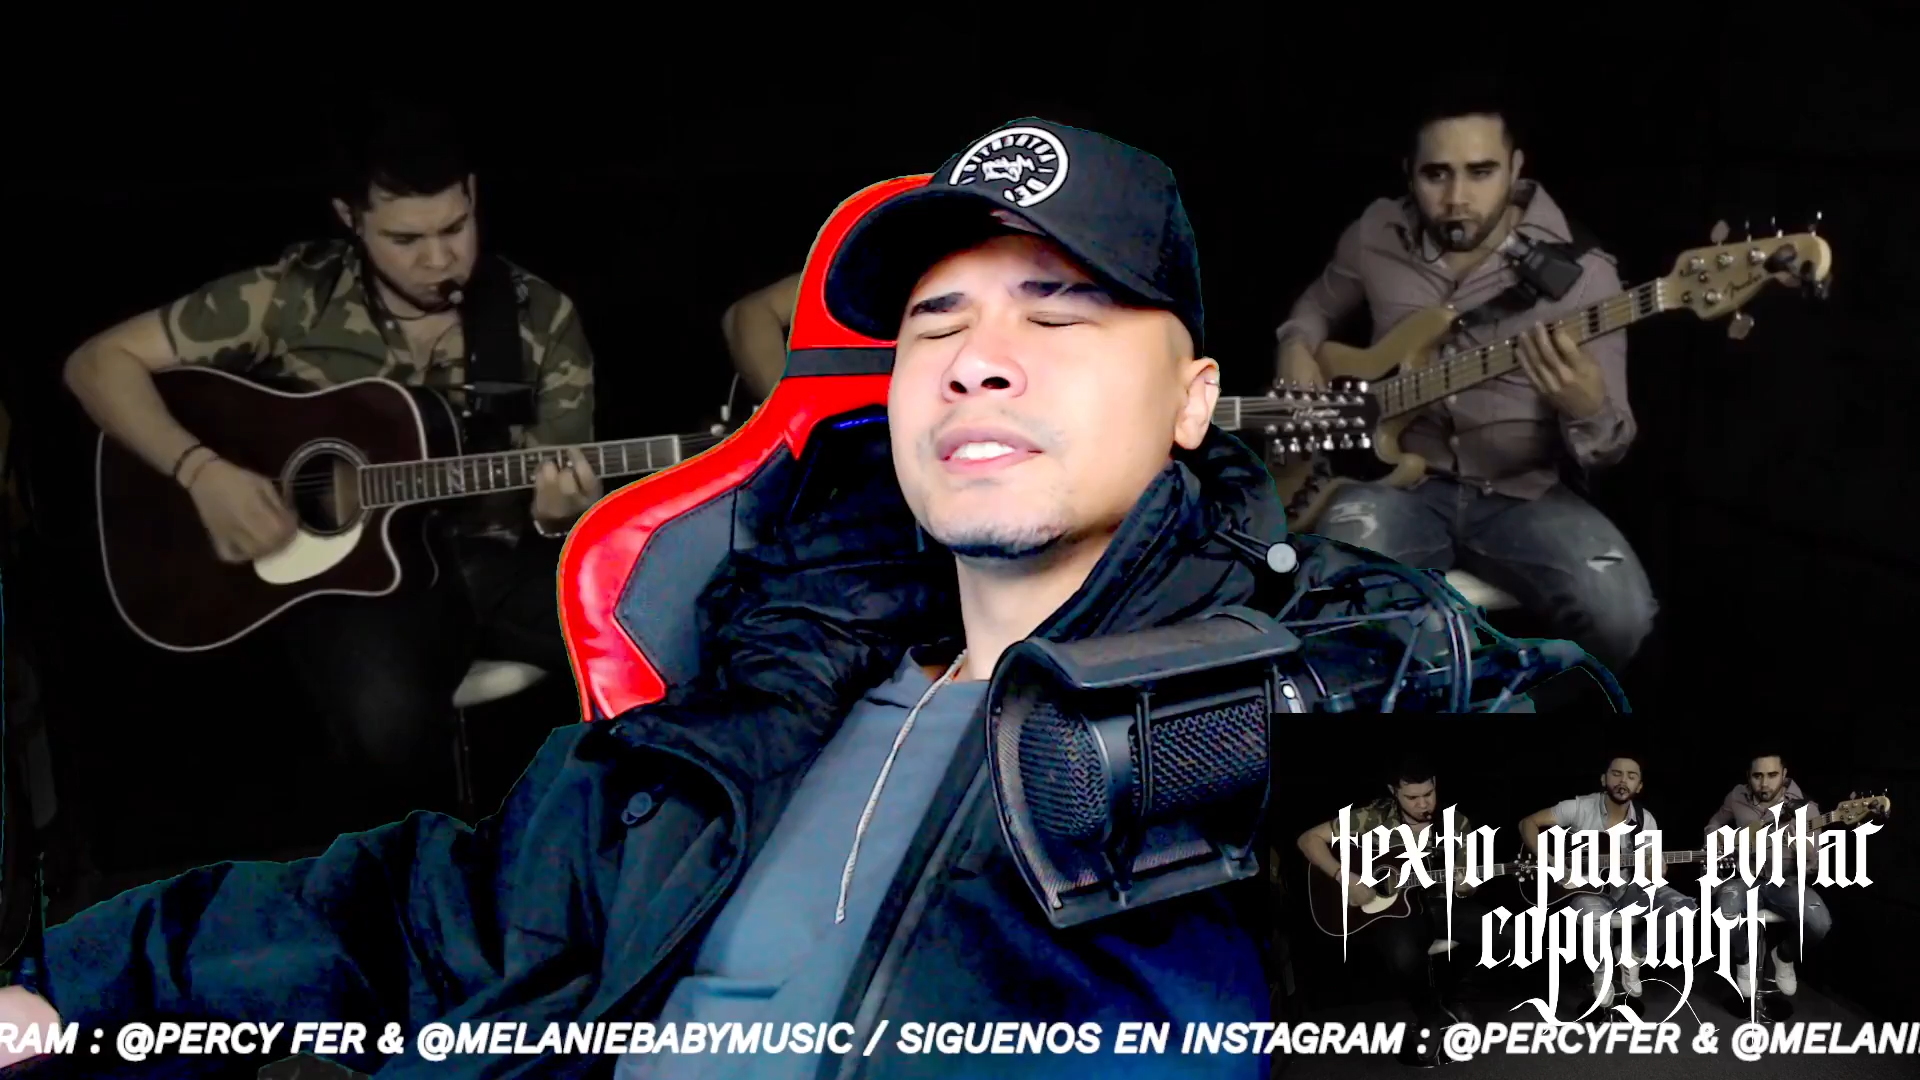 texto para evitar
copyright
RAM : @PERCY FER & @MELANIEBABYMUSIC / SIGUENOS EN INSTAGRAM : @PERCYFER & @MELANI